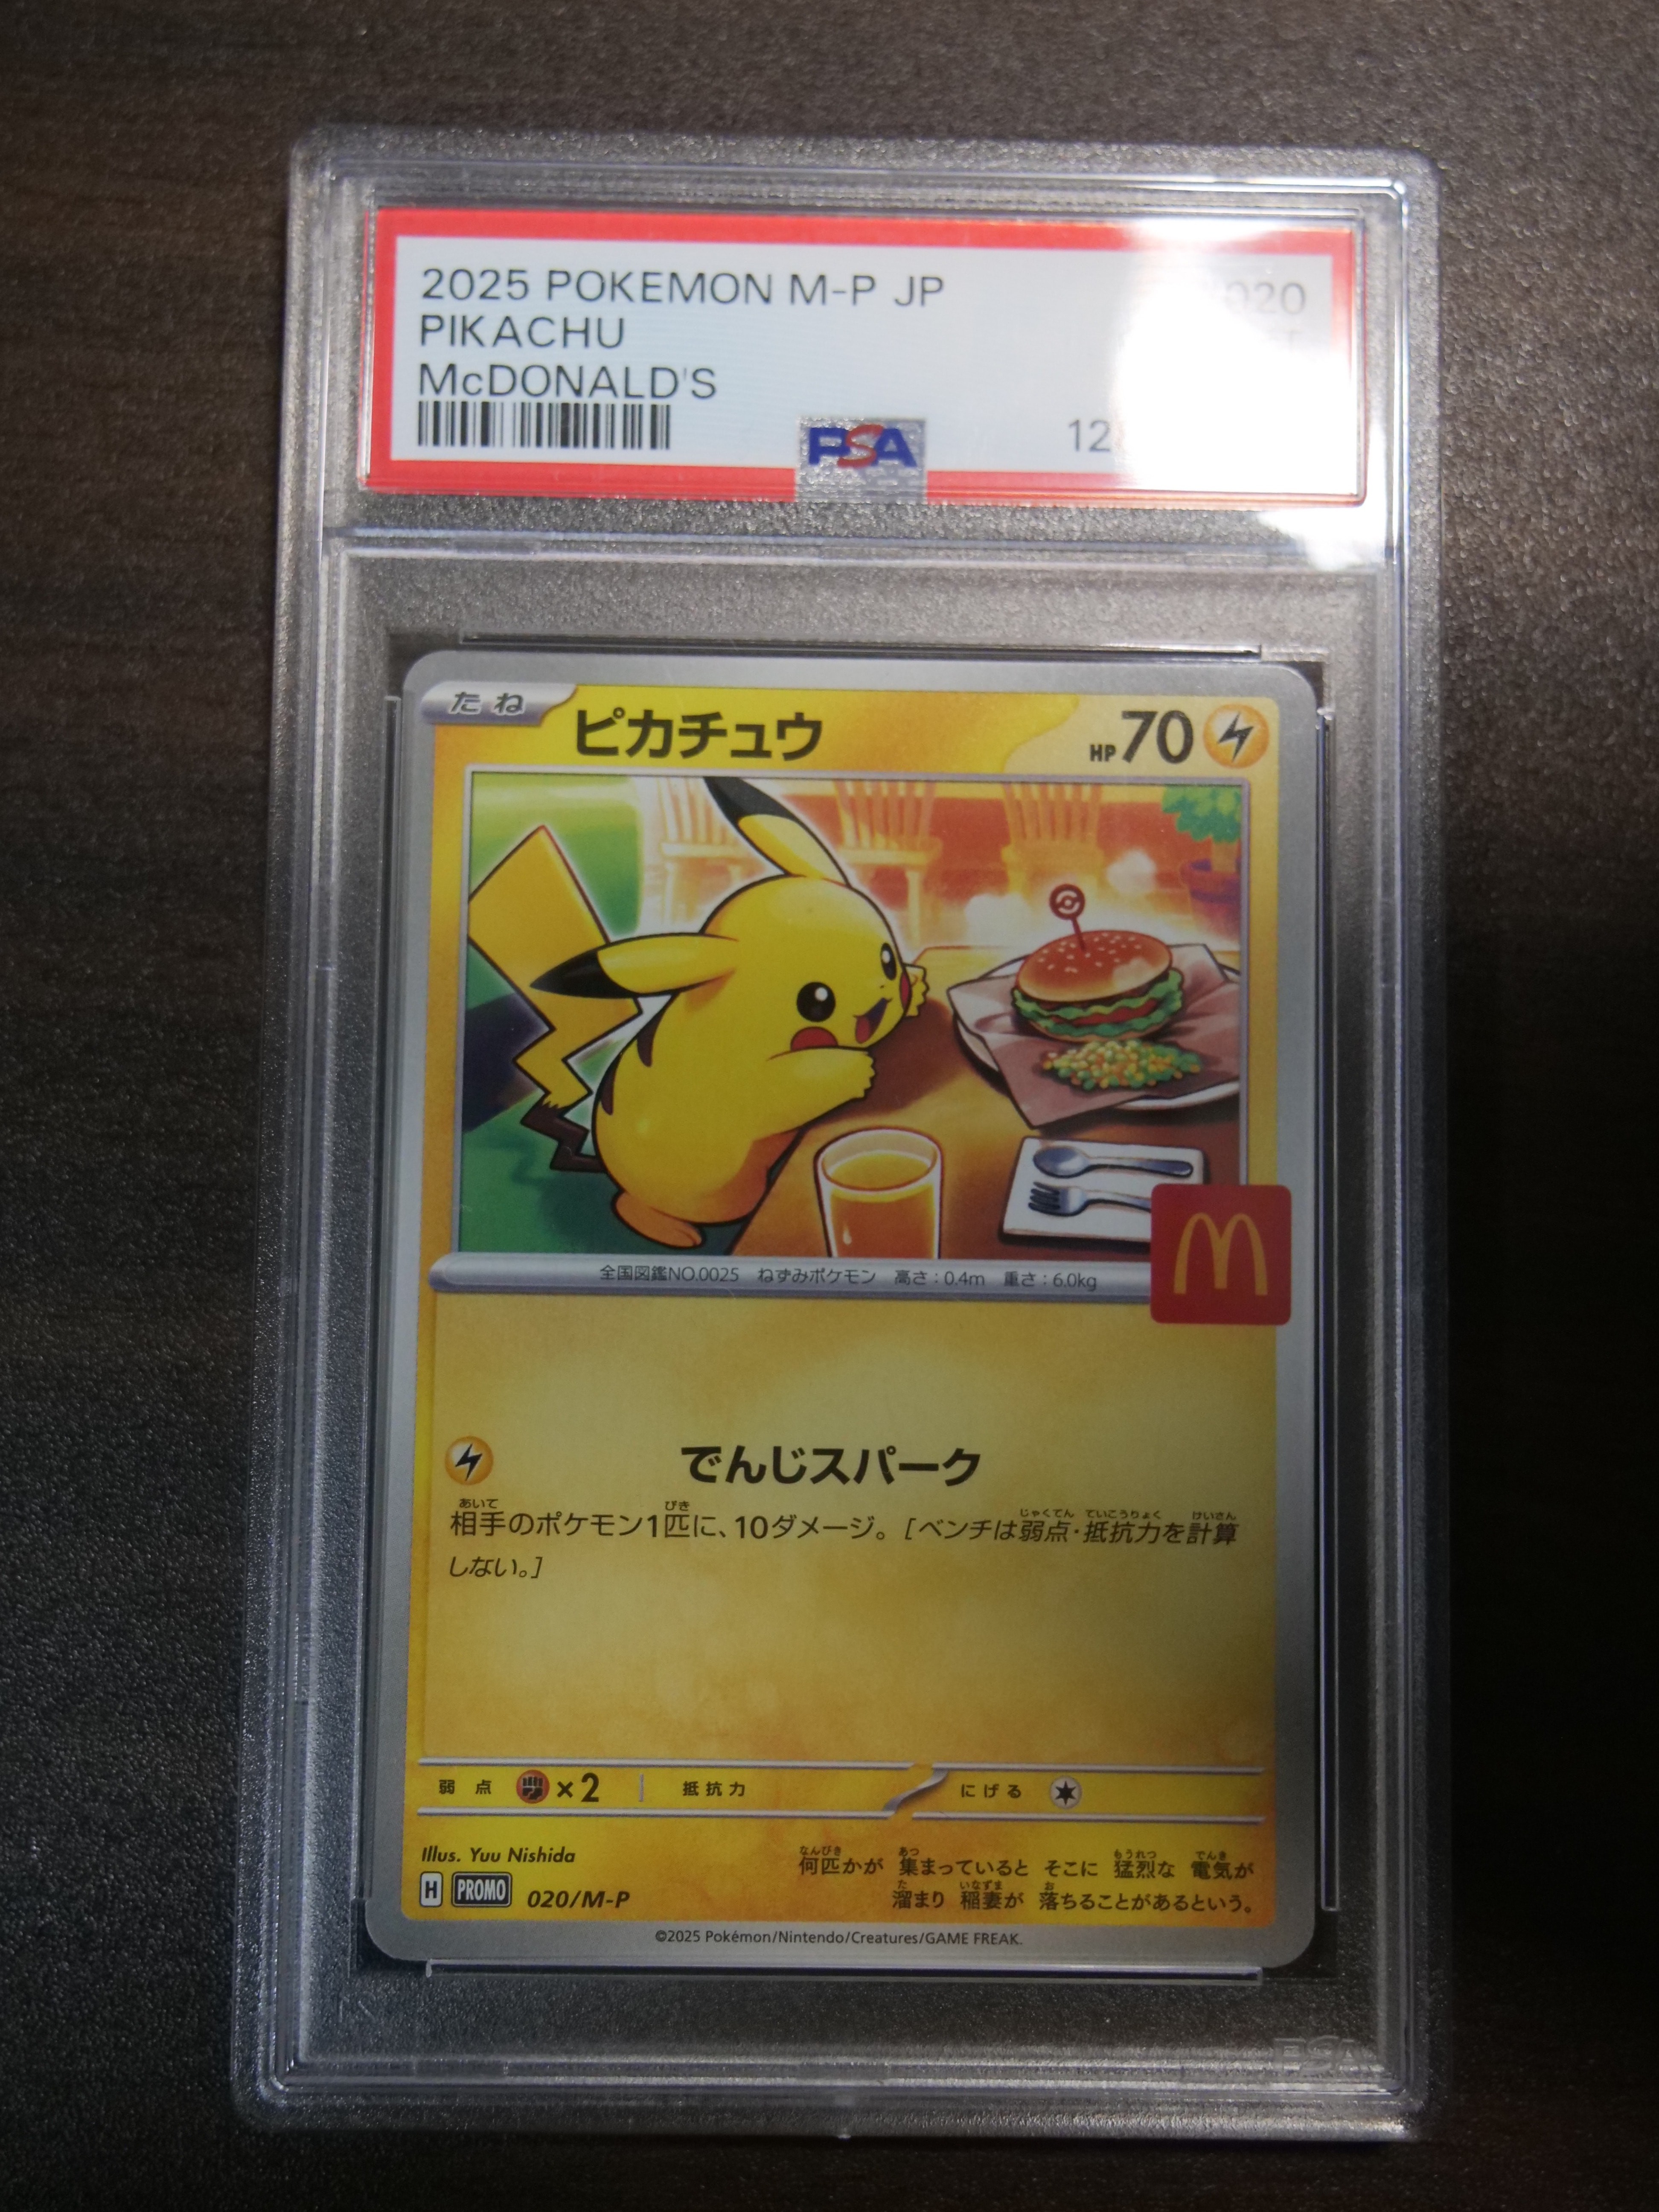 2025 POKEMON M-P JP
020
PIKACHU
McDONALD'S
12
PSA
たね
ピカチュウ
HP70
全国図鑑NO.0025 ねずみポケモン 高さ:0.4m 重さ:6.0kg
でんじスパーク
あいて びき じゃくてん ていこうりょく けいさん
相手のポケモン1匹に、10ダメージ。[ベンチは弱点・抵抗力を計算
しない。]
弱点 ×2 抵抗力 にげる
Illus. Yuu Nishida
なんびき あつ もうれつ でんき
何匹かが 集まっていると そこに 猛烈な 電気が
H PROMO 020/M-P
た いなずま お
溜まり 稲妻が 落ちることがあるという。
©2025 Pokémon/Nintendo/Creatures/GAME FREAK.
PSA